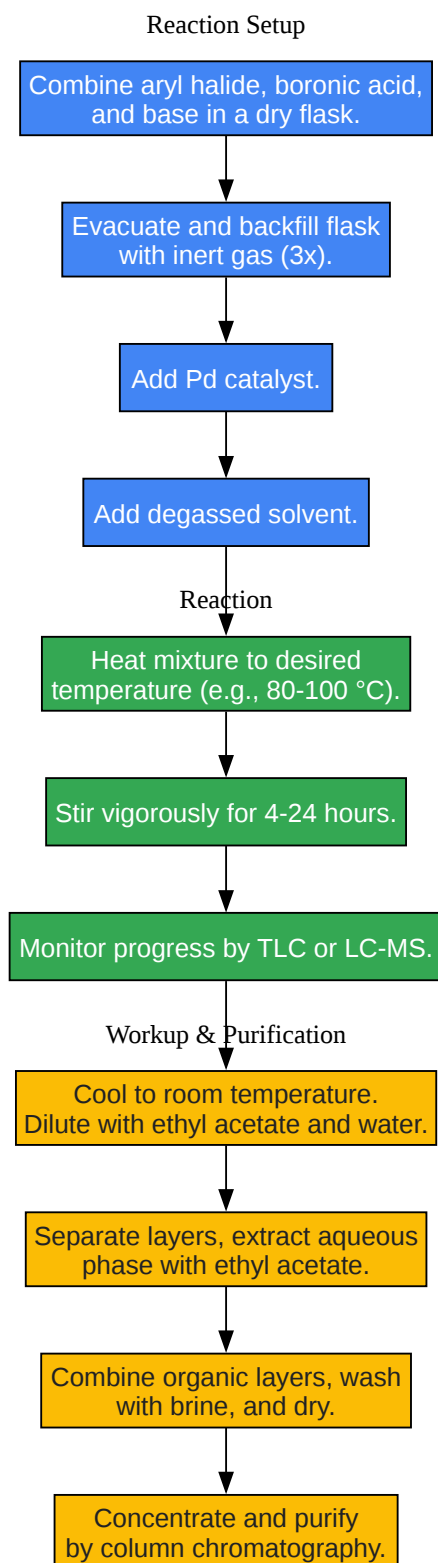 Reaction Setup
Combine aryl halide, boronic acid,
and base in a dry flask.
Evacuate and backfill flask
with inert gas (3x).
Add Pd catalyst.
Add degassed solvent.
Reaction
Heat mixture to desired
temperature (e.g., 80-100 °C).
Stir vigorously for 4-24 hours.
Monitor progress by TLC or LC-MS.
Workup & Purification
Cool to room temperature.
Dilute with ethyl acetate and water.
Separate layers, extract aqueous
phase with ethyl acetate.
Combine organic layers, wash
with brine, and dry.
Concentrate and purify
by column chromatography.